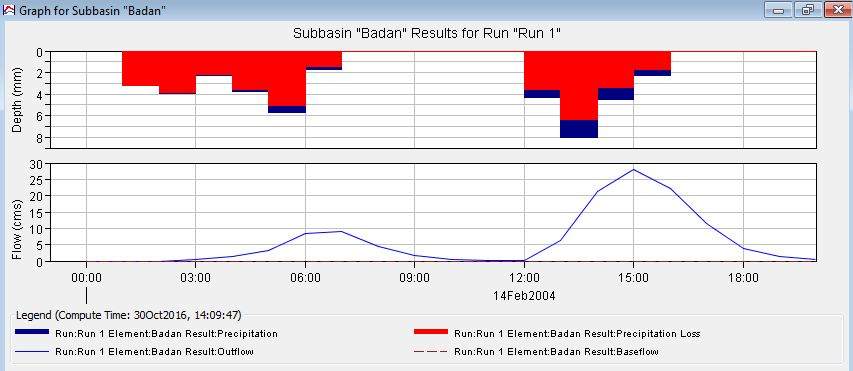 Graph for Subbasin "Badan"
Subbasin "Badan" Results for Run "Run 1"
Depth (mm)
0
2
4
6
8
Flow (cms)
30
25
20
15
10
5
0
00:00 03:00 06:00 09:00 12:00 15:00 18:00
14Feb2004
Legend (Compute Time: 30Oct2016, 14:09:47)
Run:Run 1 Element:Badan Result:Precipitation Run:Run 1 Element:Badan Result:Precipitation Loss
Run:Run 1 Element:Badan Result:Outflow Run:Run 1 Element:Badan Result:Baseflow